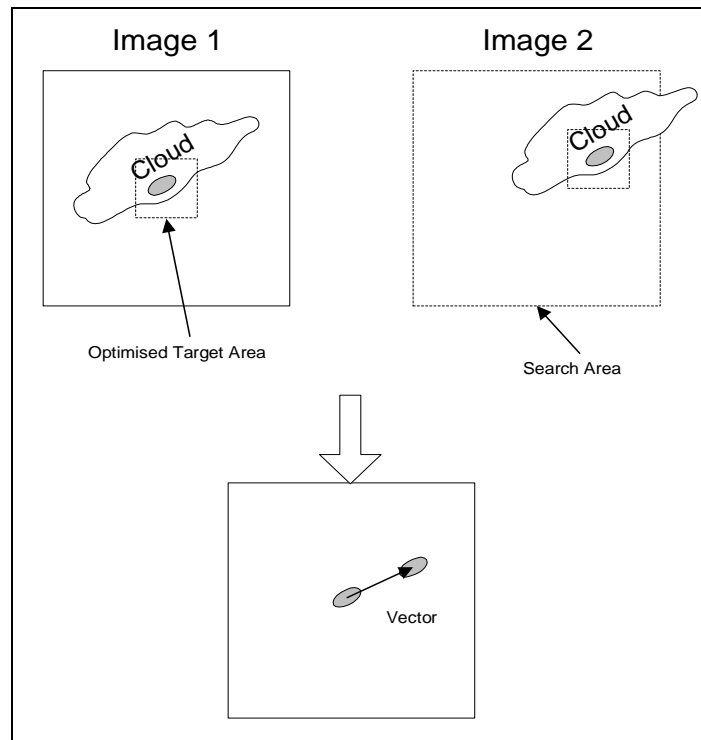 Image 1
Image 2
Cloud
Cloud
Optimised Target Area
Search Area
Vector